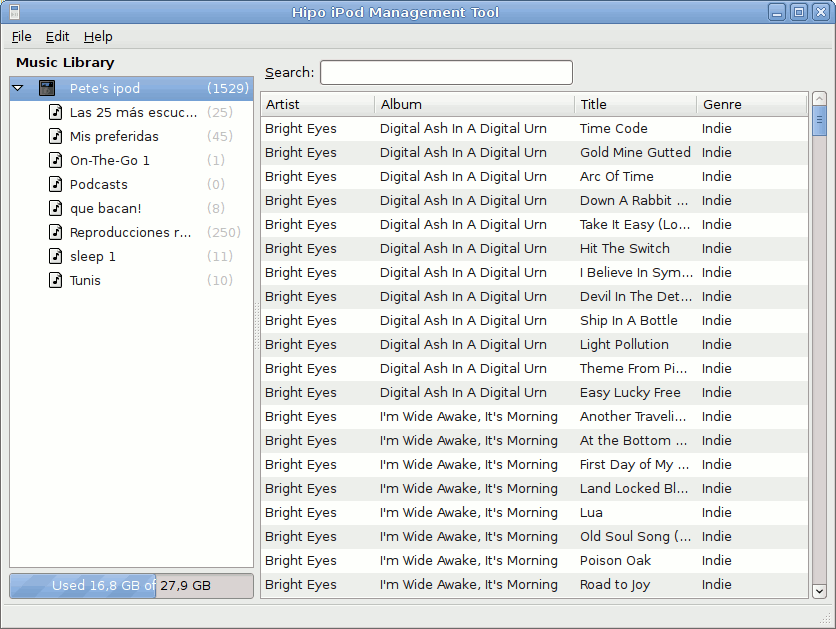 Hipo iPod Management Tool
File Edit Help
Music Library
Pete's ipod (1529)
Las 25 más escuc... (25)
Mis preferidas (45)
On-The-Go 1 (1)
Podcasts (0)
que bacan! (8)
Reproducciones r... (250)
sleep 1 (11)
Tunis (10)
Used 16,8 GB of 27,9 GB
Search:
Artist Album Title Genre
Bright Eyes Digital Ash In A Digital Urn Time Code Indie
Bright Eyes Digital Ash In A Digital Urn Gold Mine Gutted Indie
Bright Eyes Digital Ash In A Digital Urn Arc Of Time Indie
Bright Eyes Digital Ash In A Digital Urn Down A Rabbit ... Indie
Bright Eyes Digital Ash In A Digital Urn Take It Easy (Lo... Indie
Bright Eyes Digital Ash In A Digital Urn Hit The Switch Indie
Bright Eyes Digital Ash In A Digital Urn I Believe In Sym... Indie
Bright Eyes Digital Ash In A Digital Urn Devil In The Det... Indie
Bright Eyes Digital Ash In A Digital Urn Ship In A Bottle Indie
Bright Eyes Digital Ash In A Digital Urn Light Pollution Indie
Bright Eyes Digital Ash In A Digital Urn Theme From Pi... Indie
Bright Eyes Digital Ash In A Digital Urn Easy Lucky Free Indie
Bright Eyes I'm Wide Awake, It's Morning Another Traveli... Indie
Bright Eyes I'm Wide Awake, It's Morning At the Bottom ... Indie
Bright Eyes I'm Wide Awake, It's Morning First Day of My ... Indie
Bright Eyes I'm Wide Awake, It's Morning Land Locked Bl... Indie
Bright Eyes I'm Wide Awake, It's Morning Lua Indie
Bright Eyes I'm Wide Awake, It's Morning Old Soul Song (... Indie
Bright Eyes I'm Wide Awake, It's Morning Poison Oak Indie
Bright Eyes I'm Wide Awake, It's Morning Road to Joy Indie